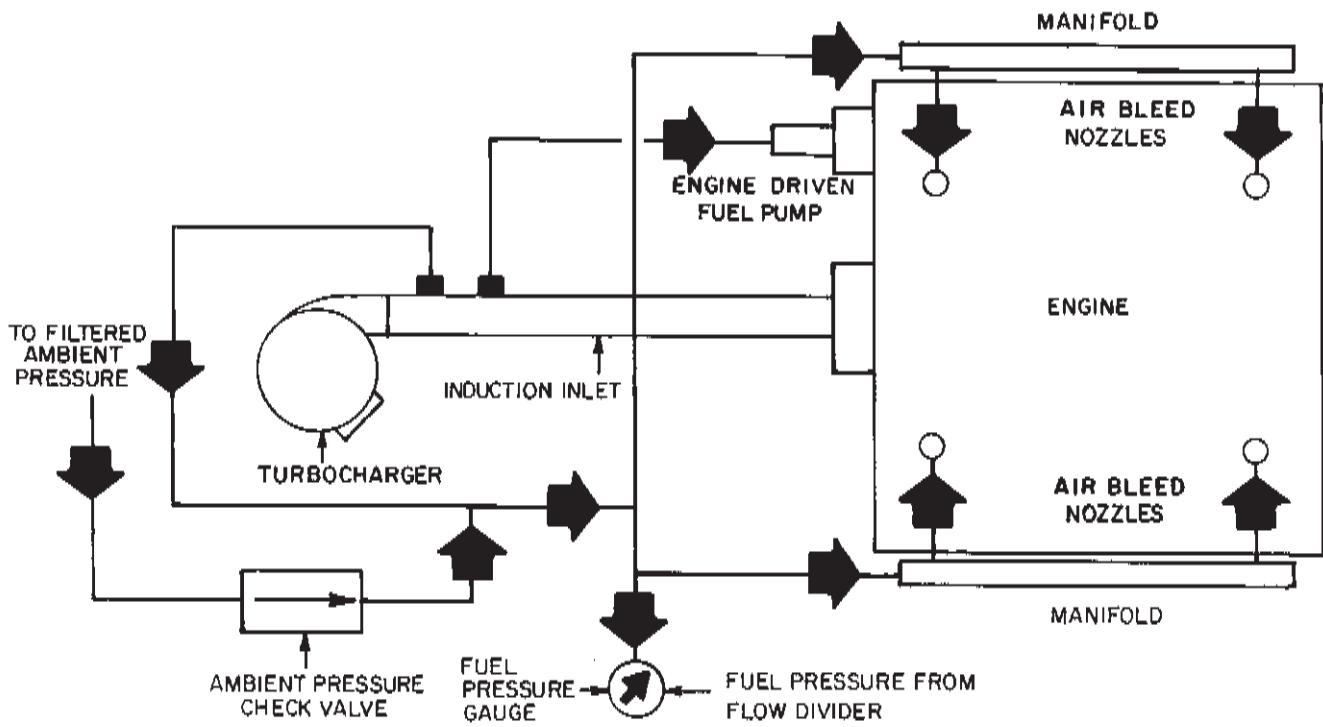 MANIFOLD
AIR BLEED
NOZZLES
ENGINE DRIVEN
FUEL PUMP
ENGINE
TO FILTERED
AMBIENT
PRESSURE
INDUCTION INLET
TURBOCHARGER
AIR BLEED
NOZZLES
MANIFOLD
AMBIENT PRESSURE
CHECK VALVE
FUEL
PRESSURE
GAUGE
FUEL PRESSURE FROM
FLOW DIVIDER